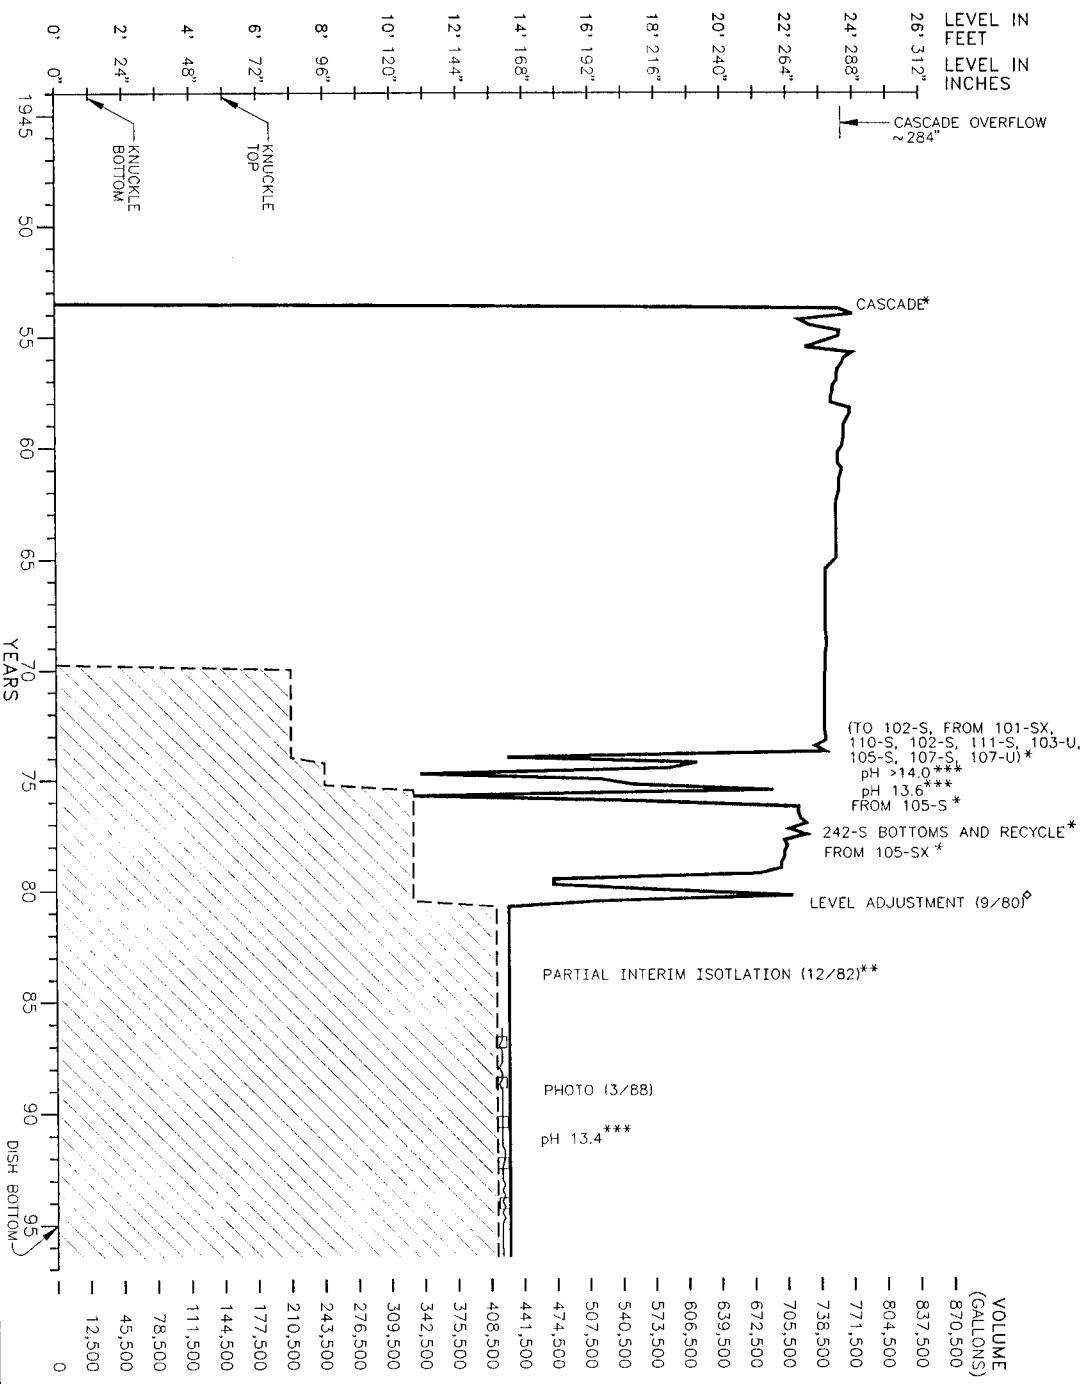 LEVEL IN
FEET
LEVEL IN
INCHES
0'
2'
4'
6'
8'
10'
12'
14'
16'
18'
20'
22'
24'
26'
0"
24"
48"
72"
96"
120"
144"
168"
192"
216"
240"
264"
288"
312"
CASCADE OVERFLOW
~284"
KNUCKLE
TOP
KNUCKLE
BOTTOM
1945
50
55
60
65
70
75
80
85
90
95
YEARS
DISH BOTTOM
CASCADE*
(TO 102-S, FROM 101-SX,
110-S, 102-S, 111-S, 103-U,
105-S, 107-S, 107-U)*
pH >14.0***
pH 13.6***
FROM 105-S*
242-S BOTTOMS AND RECYCLE*
FROM 105-SX*
LEVEL ADJUSTMENT (9/80)◊
PARTIAL INTERIM ISOTLATION (12/82)**
PHOTO (3/88)
pH 13.4***
VOLUME
(GALLONS)
870,500
837,500
804,500
771,500
738,500
705,500
672,500
639,500
606,500
573,500
540,500
507,500
474,500
441,500
408,500
375,500
342,500
309,500
276,500
243,500
210,500
177,500
144,500
111,500
78,500
45,500
12,500
0